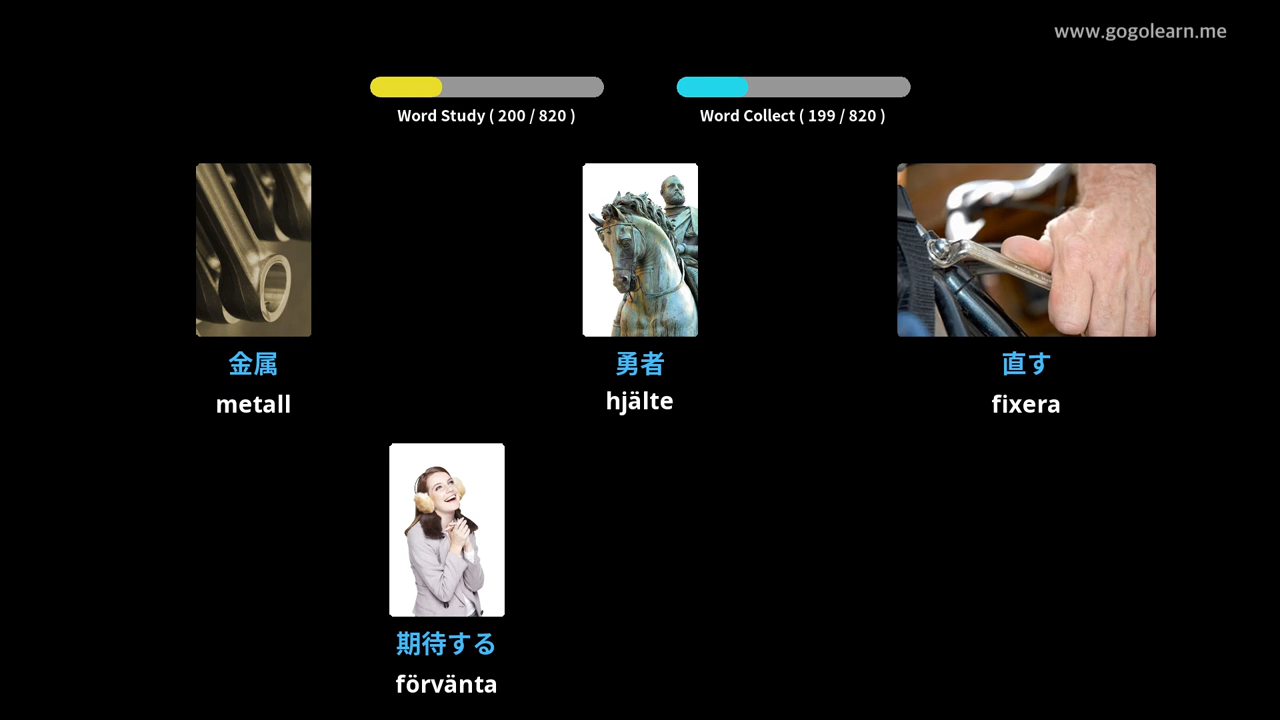 www.gogolearn.me
Word Study ( 200 / 820 )
Word Collect ( 199 / 820 )
金属
metall
勇者
hjälte
直す
fixera
期待する
förvänta